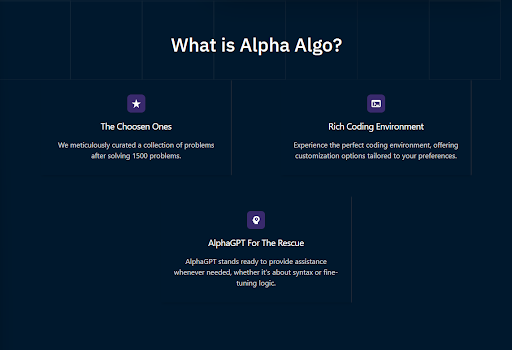 What is Alpha Algo?
The Choosen Ones
We meticulously curated a collection of problems
after solving 1500 problems.
Rich Coding Environment
Experience the perfect coding environment, offering
customization options tailored to your preferences.
AlphaGPT For The Rescue
AlphaGPT stands ready to provide assistance
whenever needed, whether it's about syntax or fine-
tuning logic.